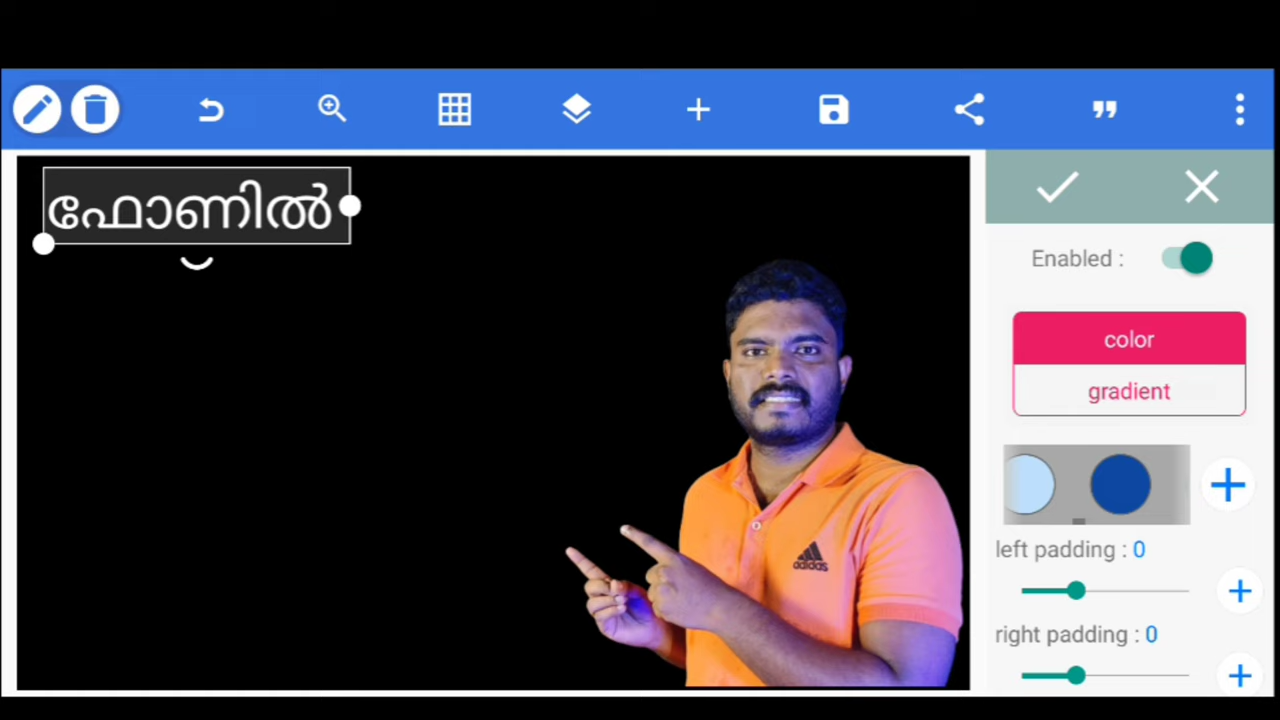 ഫോണിൽ
Enabled :
color
gradient
left padding : 0
right padding : 0
adidas